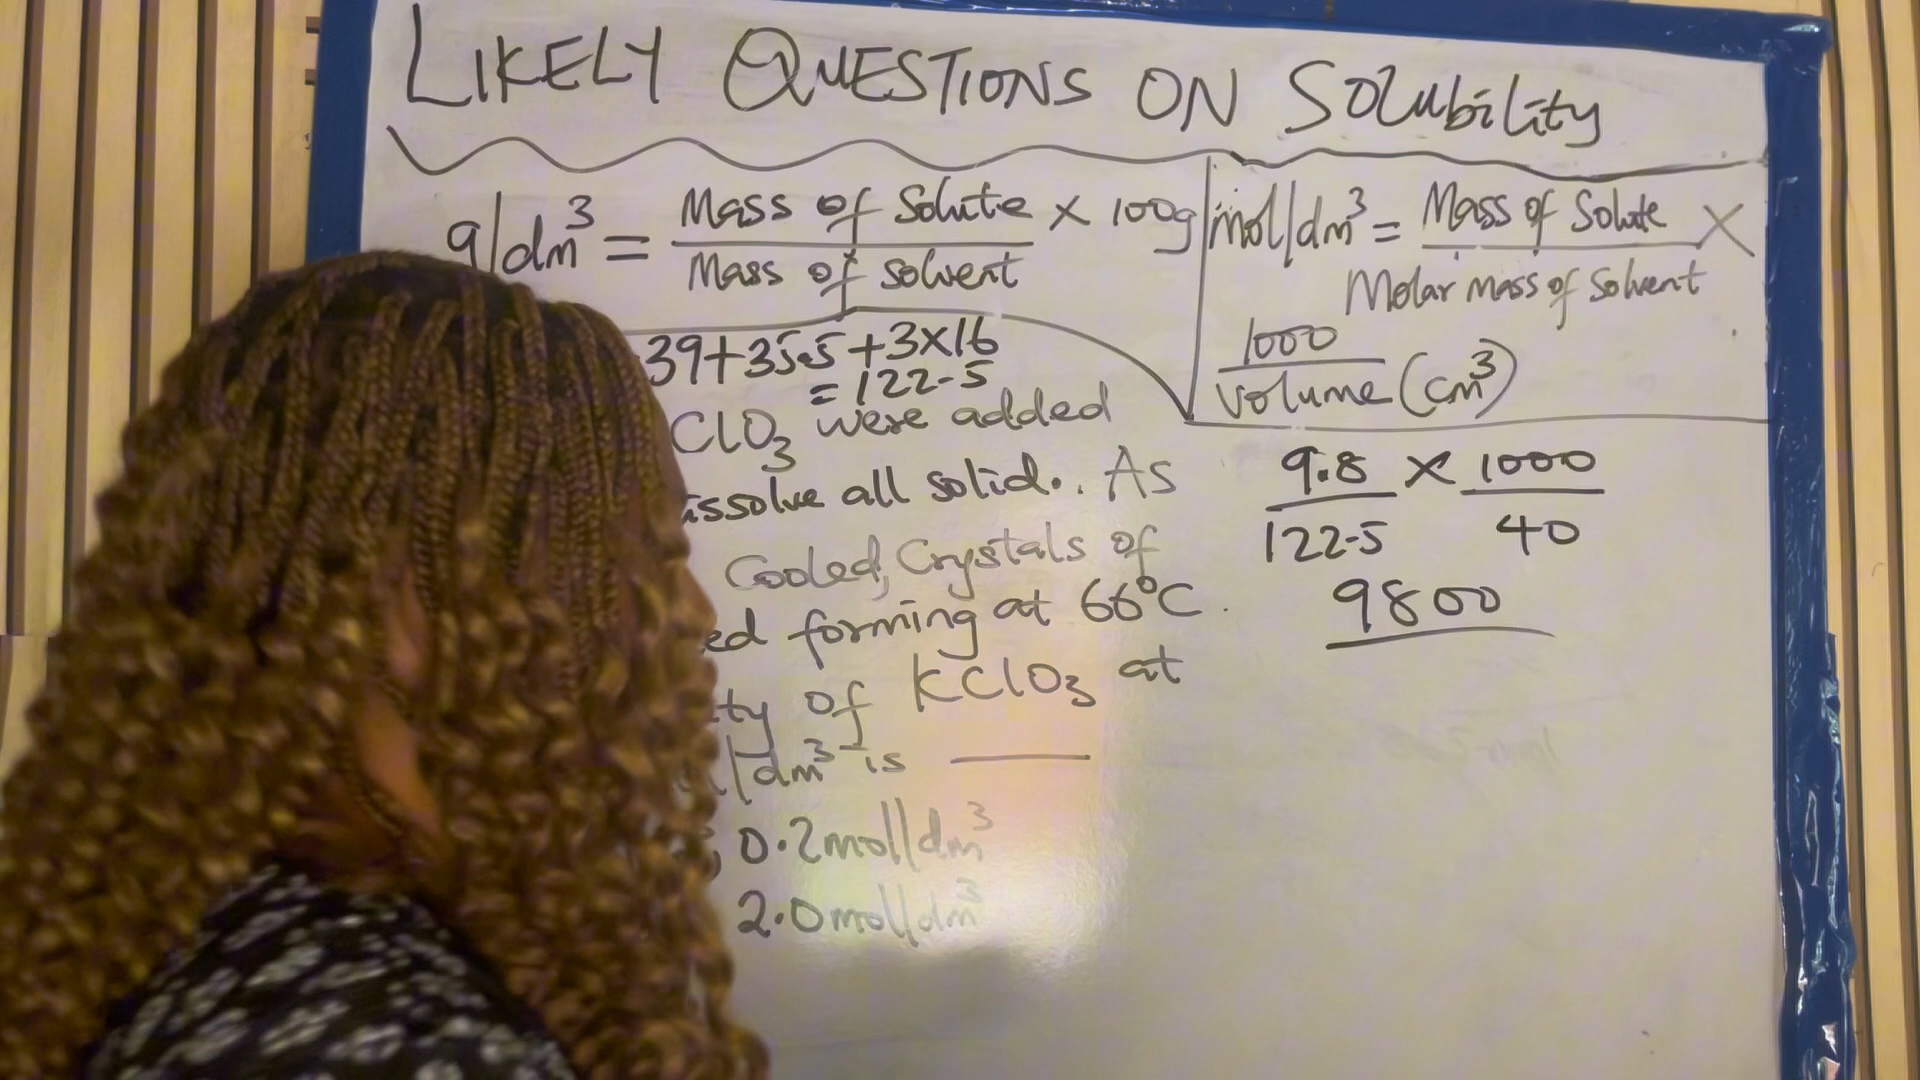 LIKELY QUESTIONS ON Solubility
g/dm³ = Mass of Solute / Mass of solvent × 100g
mol/dm³ = Mass of Solute / Molar mass of Solvent ×
1000 / volume (cm³)
39+35.5+3×16
= 122.5
ClO₃ were added
issolve all solid. As
Cooled, Crystals of
ed forming at 66°C.
ty of KClO₃ at
/dm³ is ____
0.2mol/dm³
2.0mol/dm³
9.8 / 122.5 × 1000 / 40
9800